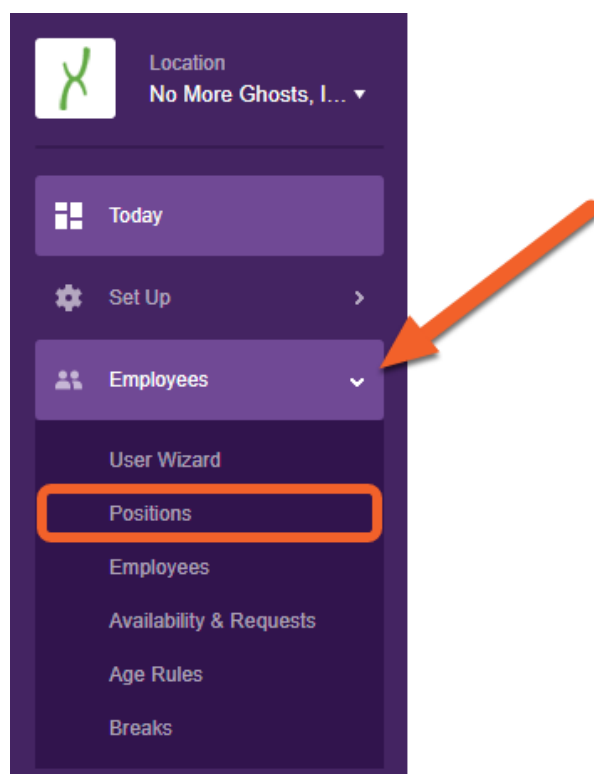 Location
No More Ghosts, I...
Today
Set Up
Employees
User Wizard
Positions
Employees
Availability & Requests
Age Rules
Breaks